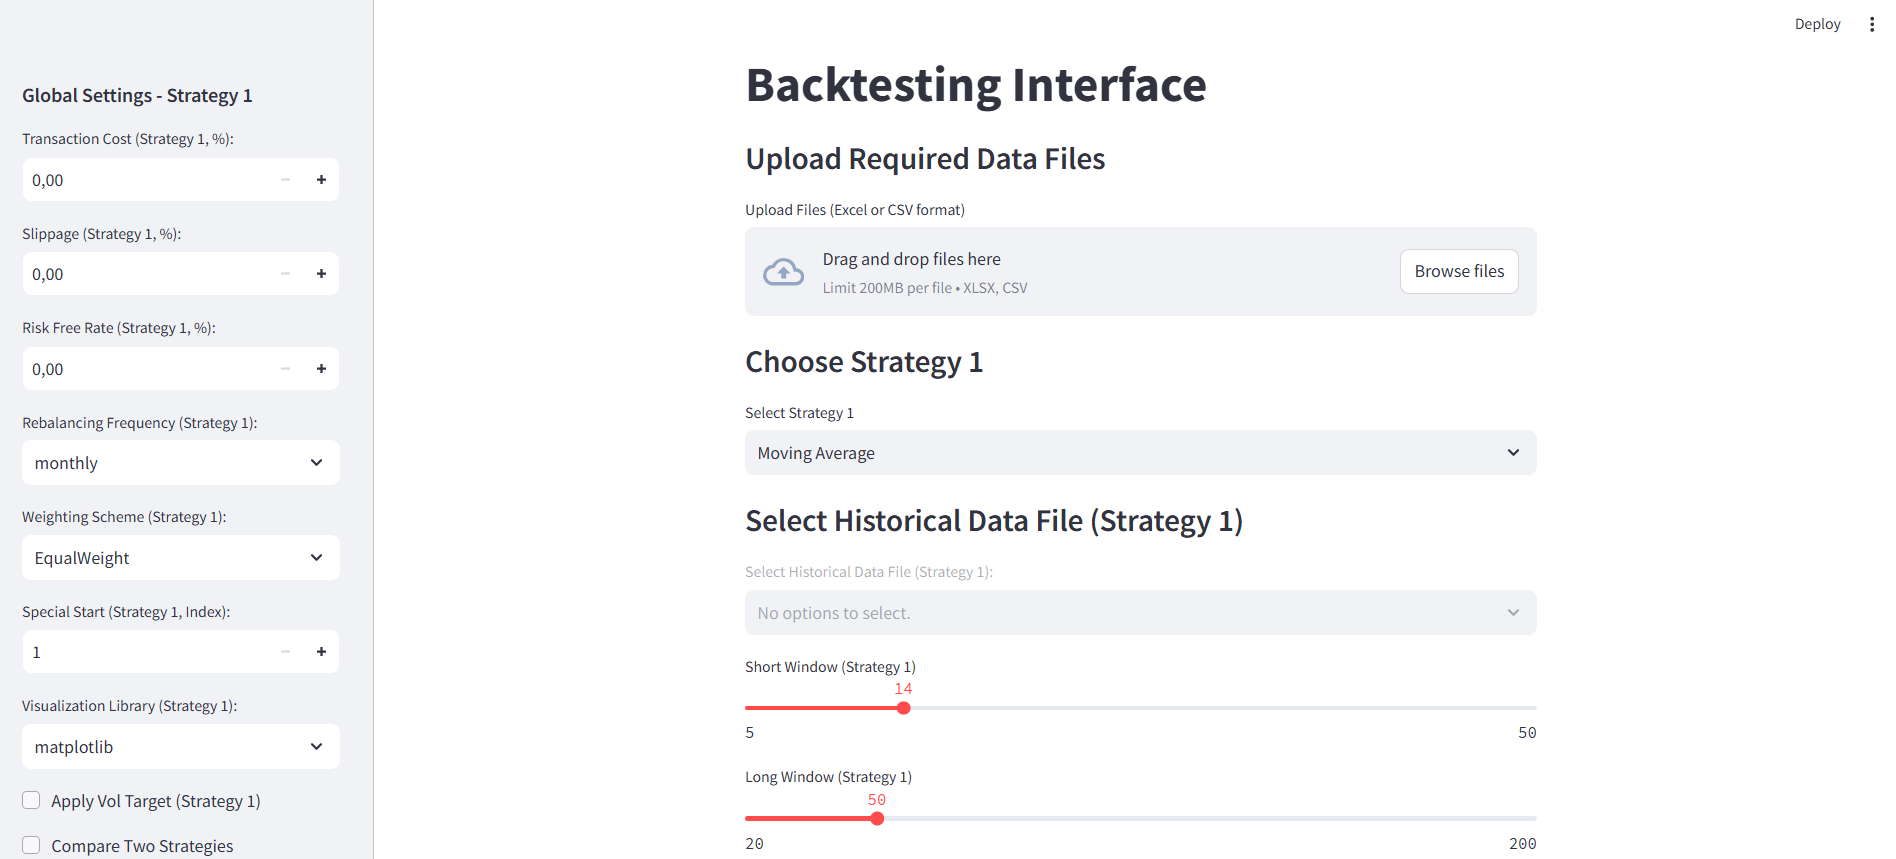 Deploy
Global Settings - Strategy 1
Transaction Cost (Strategy 1, %):
0,00
Slippage (Strategy 1, %):
0,00
Risk Free Rate (Strategy 1, %):
0,00
Rebalancing Frequency (Strategy 1):
monthly
Weighting Scheme (Strategy 1):
EqualWeight
Special Start (Strategy 1, Index):
1
Visualization Library (Strategy 1):
matplotlib
Apply Vol Target (Strategy 1)
Compare Two Strategies
Backtesting Interface
Upload Required Data Files
Upload Files (Excel or CSV format)
Drag and drop files here
Limit 200MB per file • XLSX, CSV
Browse files
Choose Strategy 1
Select Strategy 1
Moving Average
Select Historical Data File (Strategy 1)
Select Historical Data File (Strategy 1):
No options to select.
Short Window (Strategy 1)
14
5 50
Long Window (Strategy 1)
50
20 200